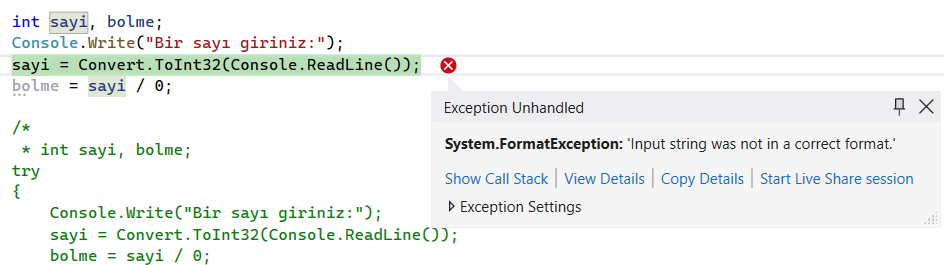 int sayi, bolme;
Console.Write("Bir sayı giriniz:");
sayi = Convert.ToInt32(Console.ReadLine());
bolme = sayi / 0;
Exception Unhandled
System.FormatException: 'Input string was not in a correct format.'
Show Call Stack | View Details | Copy Details | Start Live Share session
Exception Settings
/*
* int sayi, bolme;
try
{
Console.Write("Bir sayı giriniz:");
sayi = Convert.ToInt32(Console.ReadLine());
bolme = sayi / 0;